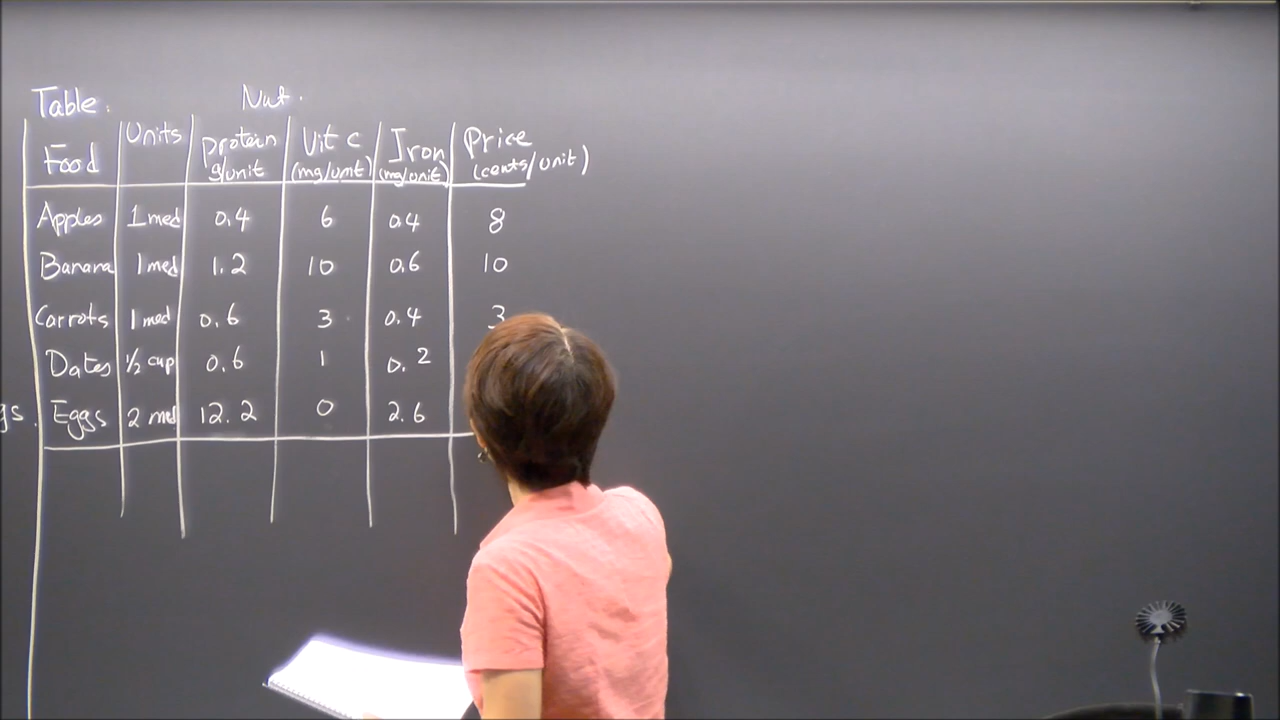 Table. Nut.
Food Units Protein g/unit Vit C (mg/unit) Iron (mg/unit) Price (cents/unit)
Apples 1 med 0.4 6 0.4 8
Banana 1 med 1.2 10 0.6 10
Carrots 1 med 0.6 3 0.4 3
Dates ½ cup 0.6 1 0.2
Eggs 2 med 12.2 0 2.6